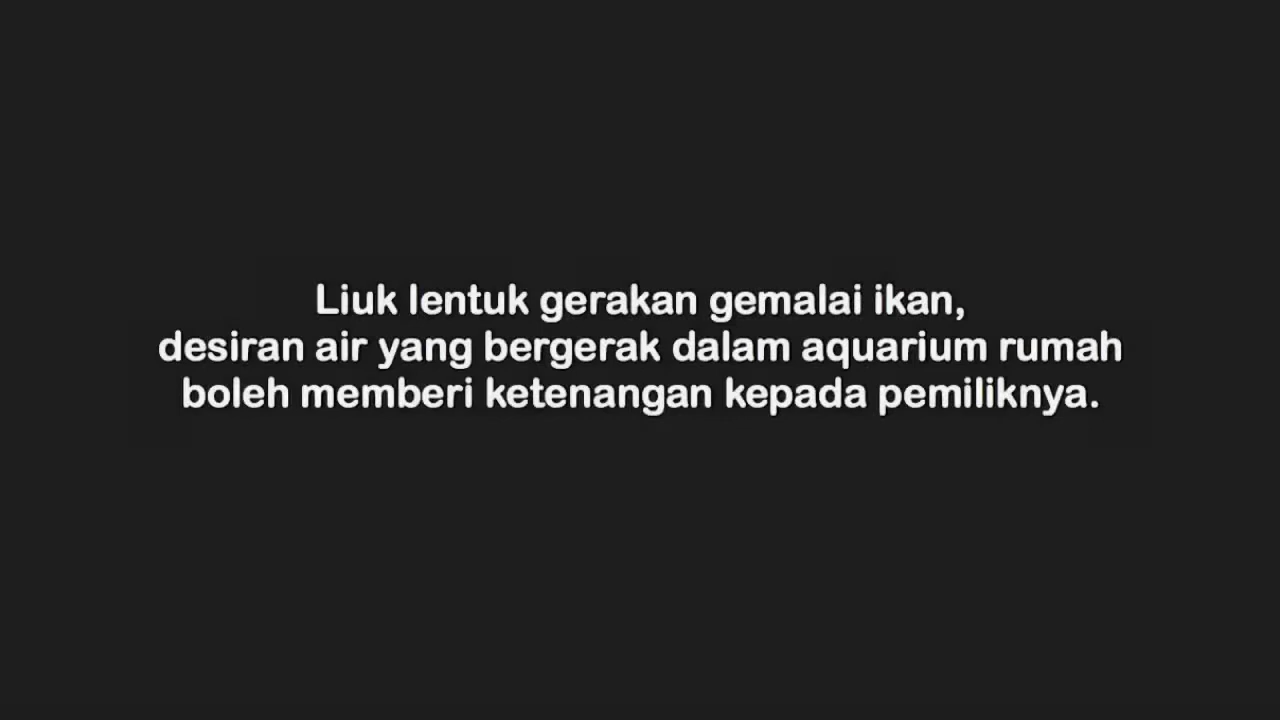 Liuk lentuk gerakan gemalai ikan,
desiran air yang bergerak dalam aquarium rumah
boleh memberi ketenangan kepada pemiliknya.